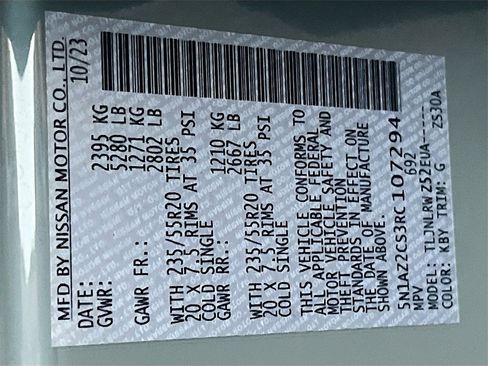 MFD BY NISSAN MOTOR CO., LTD.
DATE: 10/23
GVWR: 2395 KG
5280 LB
GAWR FR.: 1271 KG
2802 LB
WITH 235/55R20 TIRES
20 X 7.5 RIMS AT 35 PSI
COLD SINGLE
GAWR RR.: 1210 KG
2667 LB
WITH 235/55R20 TIRES
20 X 7.5 RIMS AT 35 PSI
COLD SINGLE
THIS VEHICLE CONFORMS TO
ALL APPLICABLE FEDERAL
MOTOR VEHICLE SAFETY AND
THEFT PREVENTION
STANDARDS IN EFFECT ON
THE DATE OF MANUFACTURE
SHOWN ABOVE.
5N1AZ2CS3RC107294
MPV 692
MODEL: TLJNLRWZ52EUA-----
COLOR: KBY TRIM: G ZS30A